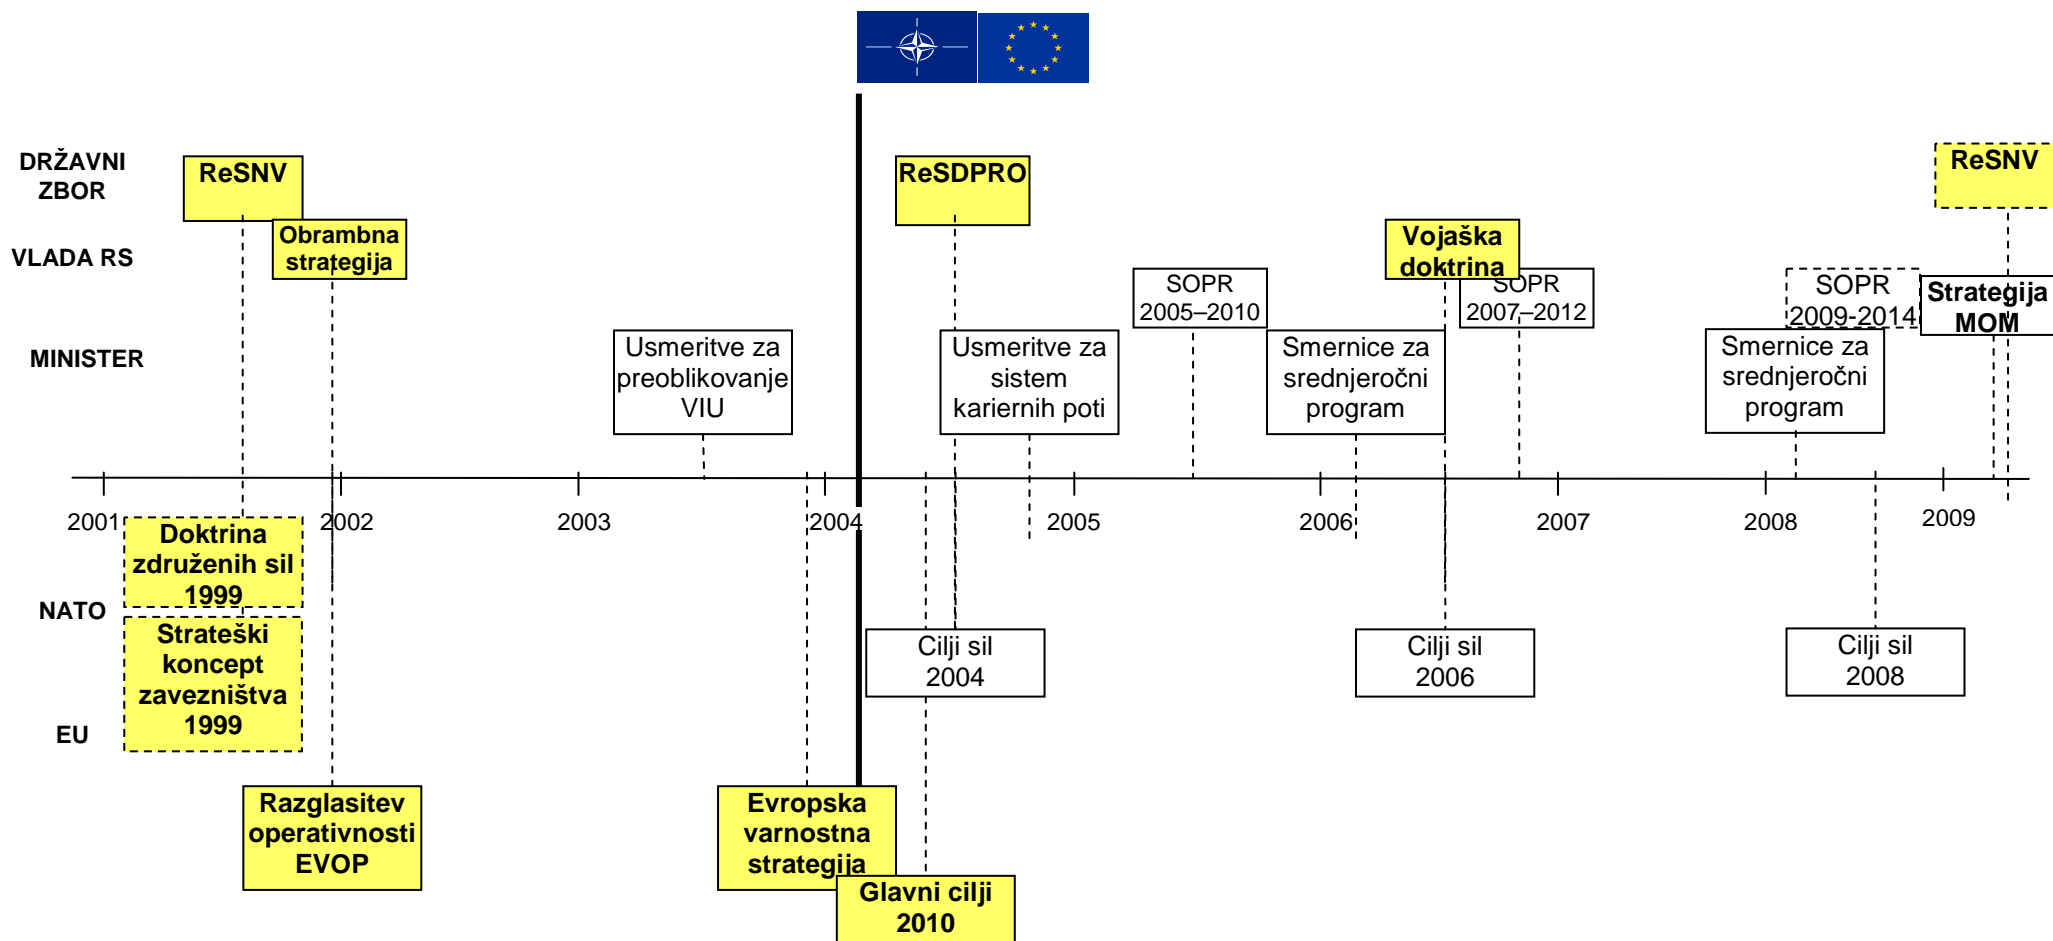 DRŽAVNI
ZBOR
ReSNV
ReSDPRO
ReSNV
VLADA RS
Obrambna
strategija
Vojaška
doktrina
SOPR
2005–2010
SOPR
2007–2012
SOPR
2009-2014
Strategija
MOM
MINISTER
Usmeritve za
preoblikovanje
VIU
Usmeritve za
sistem
kariernih poti
Smernice za
srednjeročni
program
Smernice za
srednjeročni
program
2001
2002
2003
2004
2005
2006
2007
2008
2009
Doktrina
združenih sil
1999
NATO
Strateški
koncept
zavezništva
1999
Cilji sil
2004
Cilji sil
2006
Cilji sil
2008
EU
Razglasitev
operativnosti
EVOP
Evropska
varnostna
strategija
Glavni cilji
2010